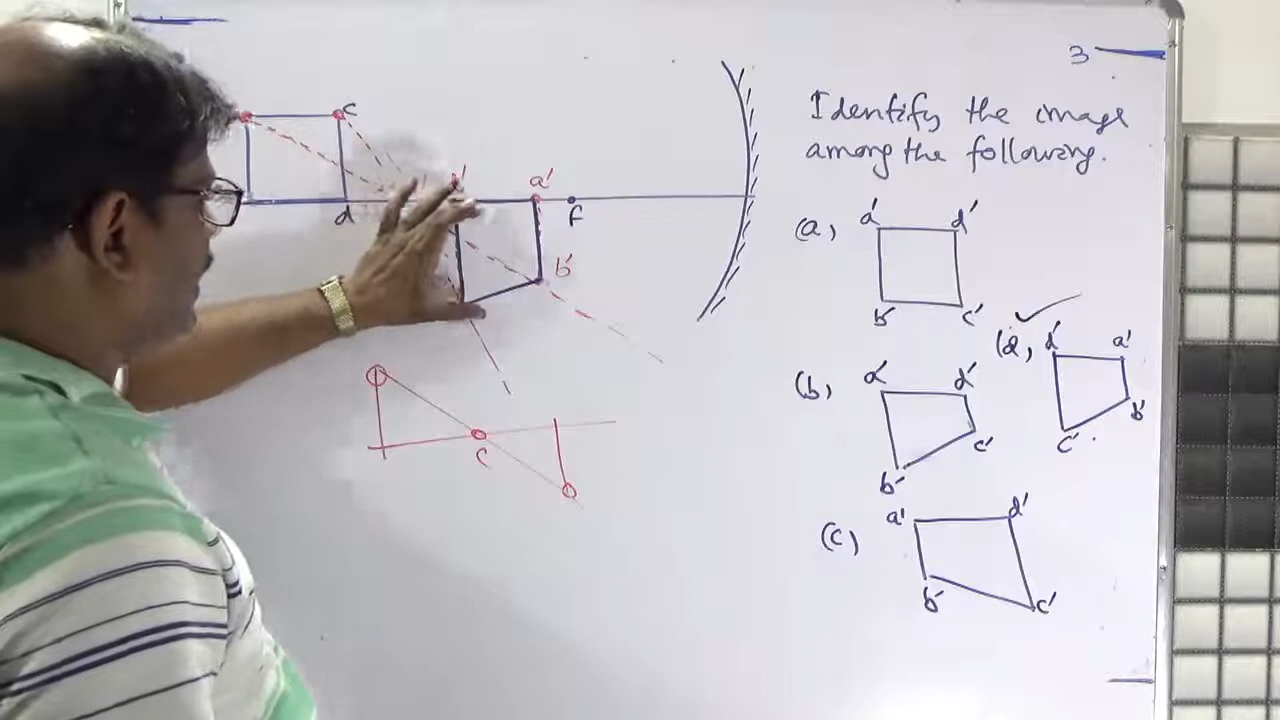 3
Identify the image
among the following.
c
d
a'
f
b'
C
(a,
a'
d'
b'
c'
(d,
d'
a'
b'
c'
(b,
a'
d'
c'
b'
(c)
a'
d'
b'
c'